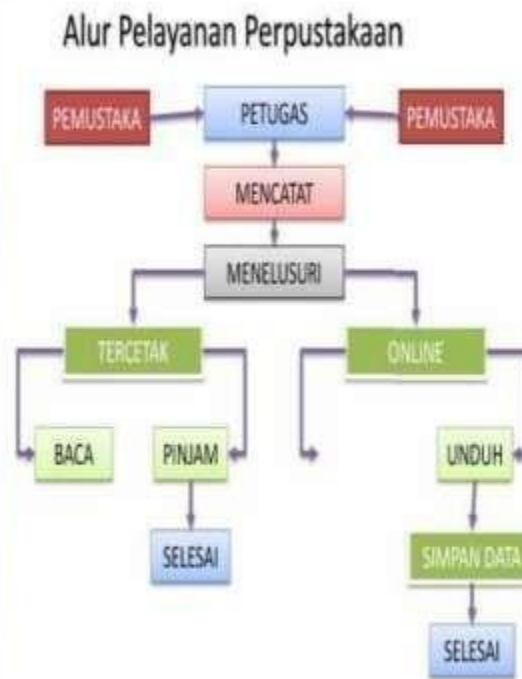 Alur Pelayanan Perpustakaan
PEMUSTAKA
PETUGAS
PEMUSTAKA
MENCATAT
MENELUSURI
TERCETAK
ONLINE
BACA
PINJAM
UNDUH
SELESAI
SIMPAN DATA
SELESAI